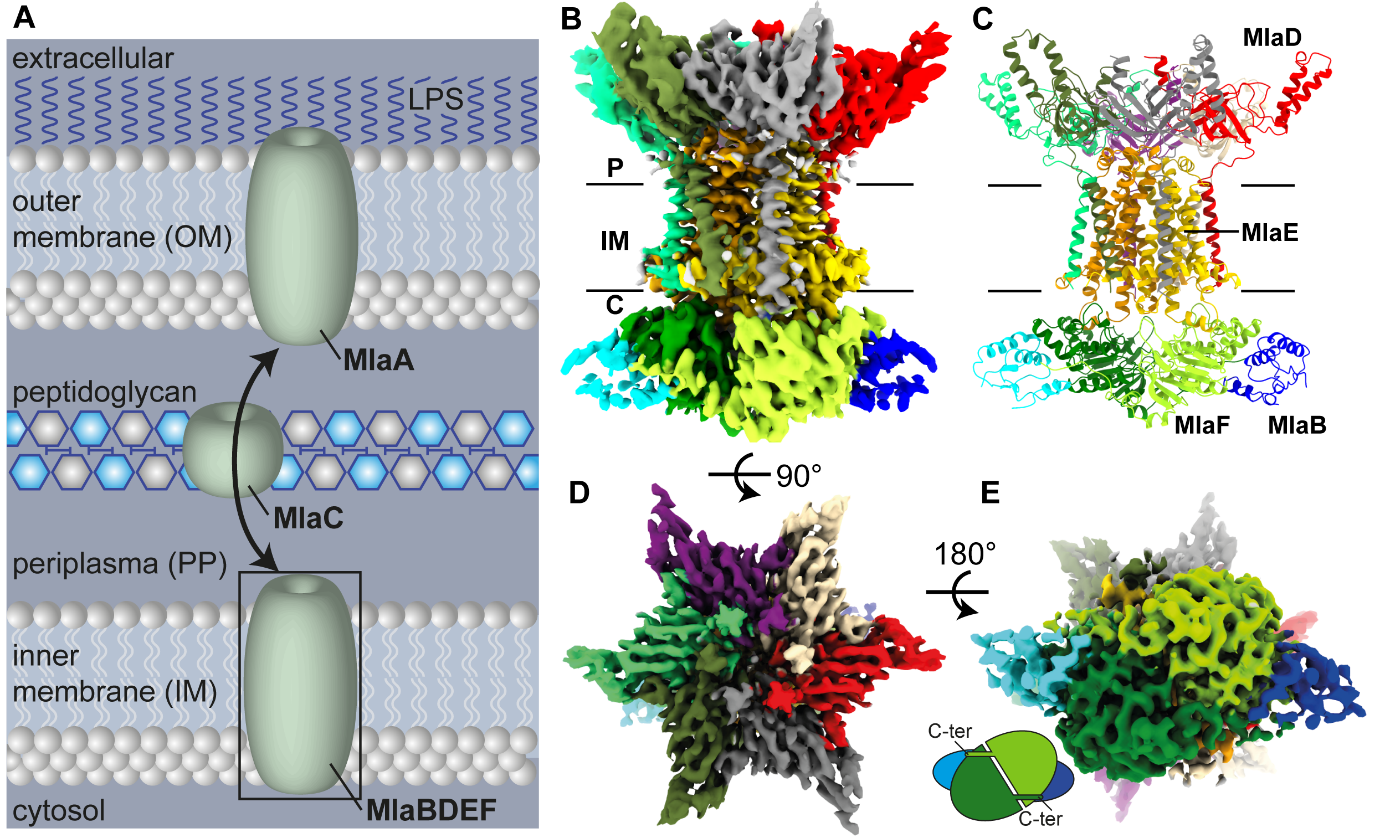 A
extracellular
LPS
outer
membrane (OM)
MlaA
peptidoglycan
MlaC
periplasma (PP)
inner
membrane (IM)
MlaBDEF
cytosol
B
P
IM
C
C
MlaD
MlaE
MlaF
MlaB
90°
D
180°
E
C-ter
C-ter